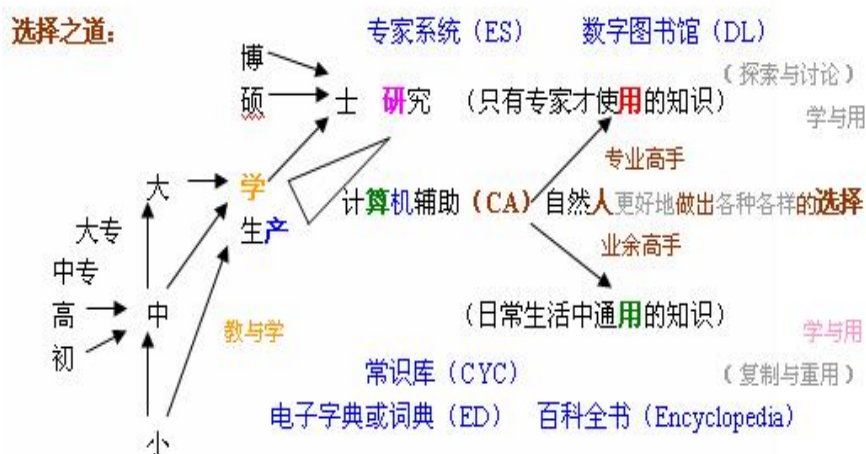 选择之道：
专家系统（ES） 数字图书馆（DL）
博
（探索与讨论）
硕 士 研究 （只有专家才使用的知识）
学与用
专业高手
大 学
计算机辅助（CA）自然人更好地做出各种各样的选择
大专 生产
业余高手
中专
高 中 （日常生活中通用的知识）
教与学 学与用
初
常识库（CYC） （复制与重用）
电子字典或词典（ED） 百科全书（Encyclopedia）
小